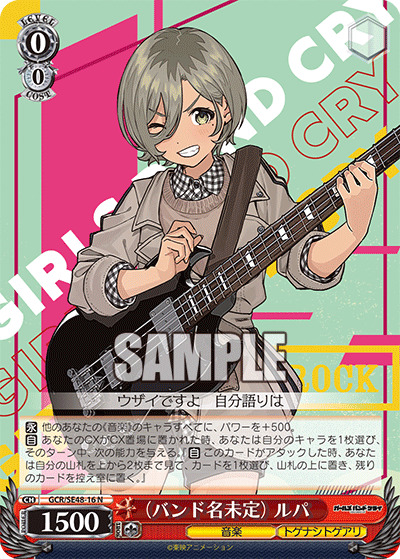 LEVEL
0
0
COST
GIRLS BAND CRY
GIRLS BAND CRY
ROCK
SAMPLE
ウザイですよ 自分語りは
永 他のあなたの《音楽》のキャラすべてに、パワーを+500。
自 あなたのCXがCX置場に置かれた時、あなたは自分のキャラを1枚選び、
そのターン中、次の能力を与える。『自 このカードがアタックした時、あな
たは自分の山札を上から2枚まで見て、カードを1枚選び、山札の上に置き、残り
のカードを控え室に置く。』
CH
GCR/SE48-16 N
1500
(バンド名未定) ルパ
ガールズバンドクライ
音楽
トゲナシトゲアリ
©東映アニメーション